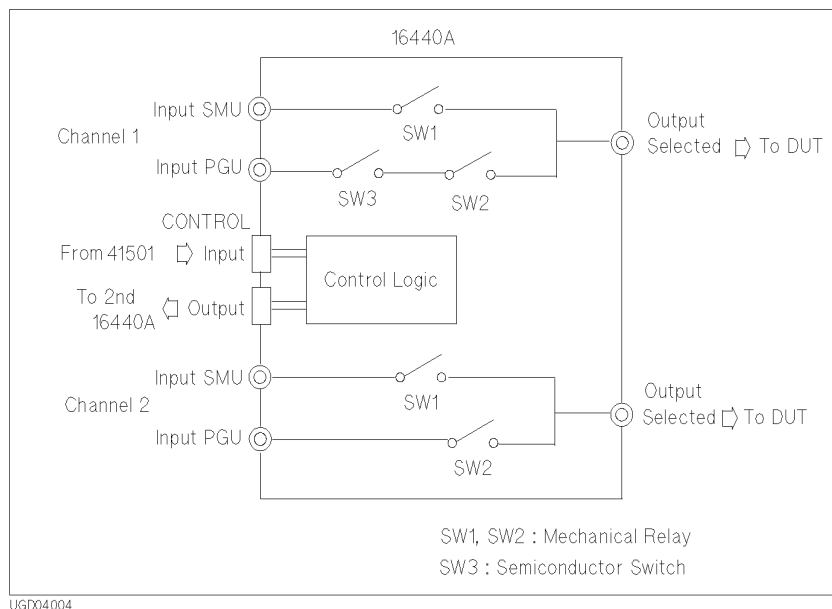 16440A
Input SMU
SW1
Channel 1
Output
Selected To DUT
Input PGU
SW3
SW2
CONTROL
From 41501
Input
Control Logic
To 2nd
16440A
Output
Input SMU
SW1
Channel 2
Output
Selected To DUT
Input PGU
SW2
SW1, SW2 : Mechanical Relay
SW3 : Semiconductor Switch
UGD04004